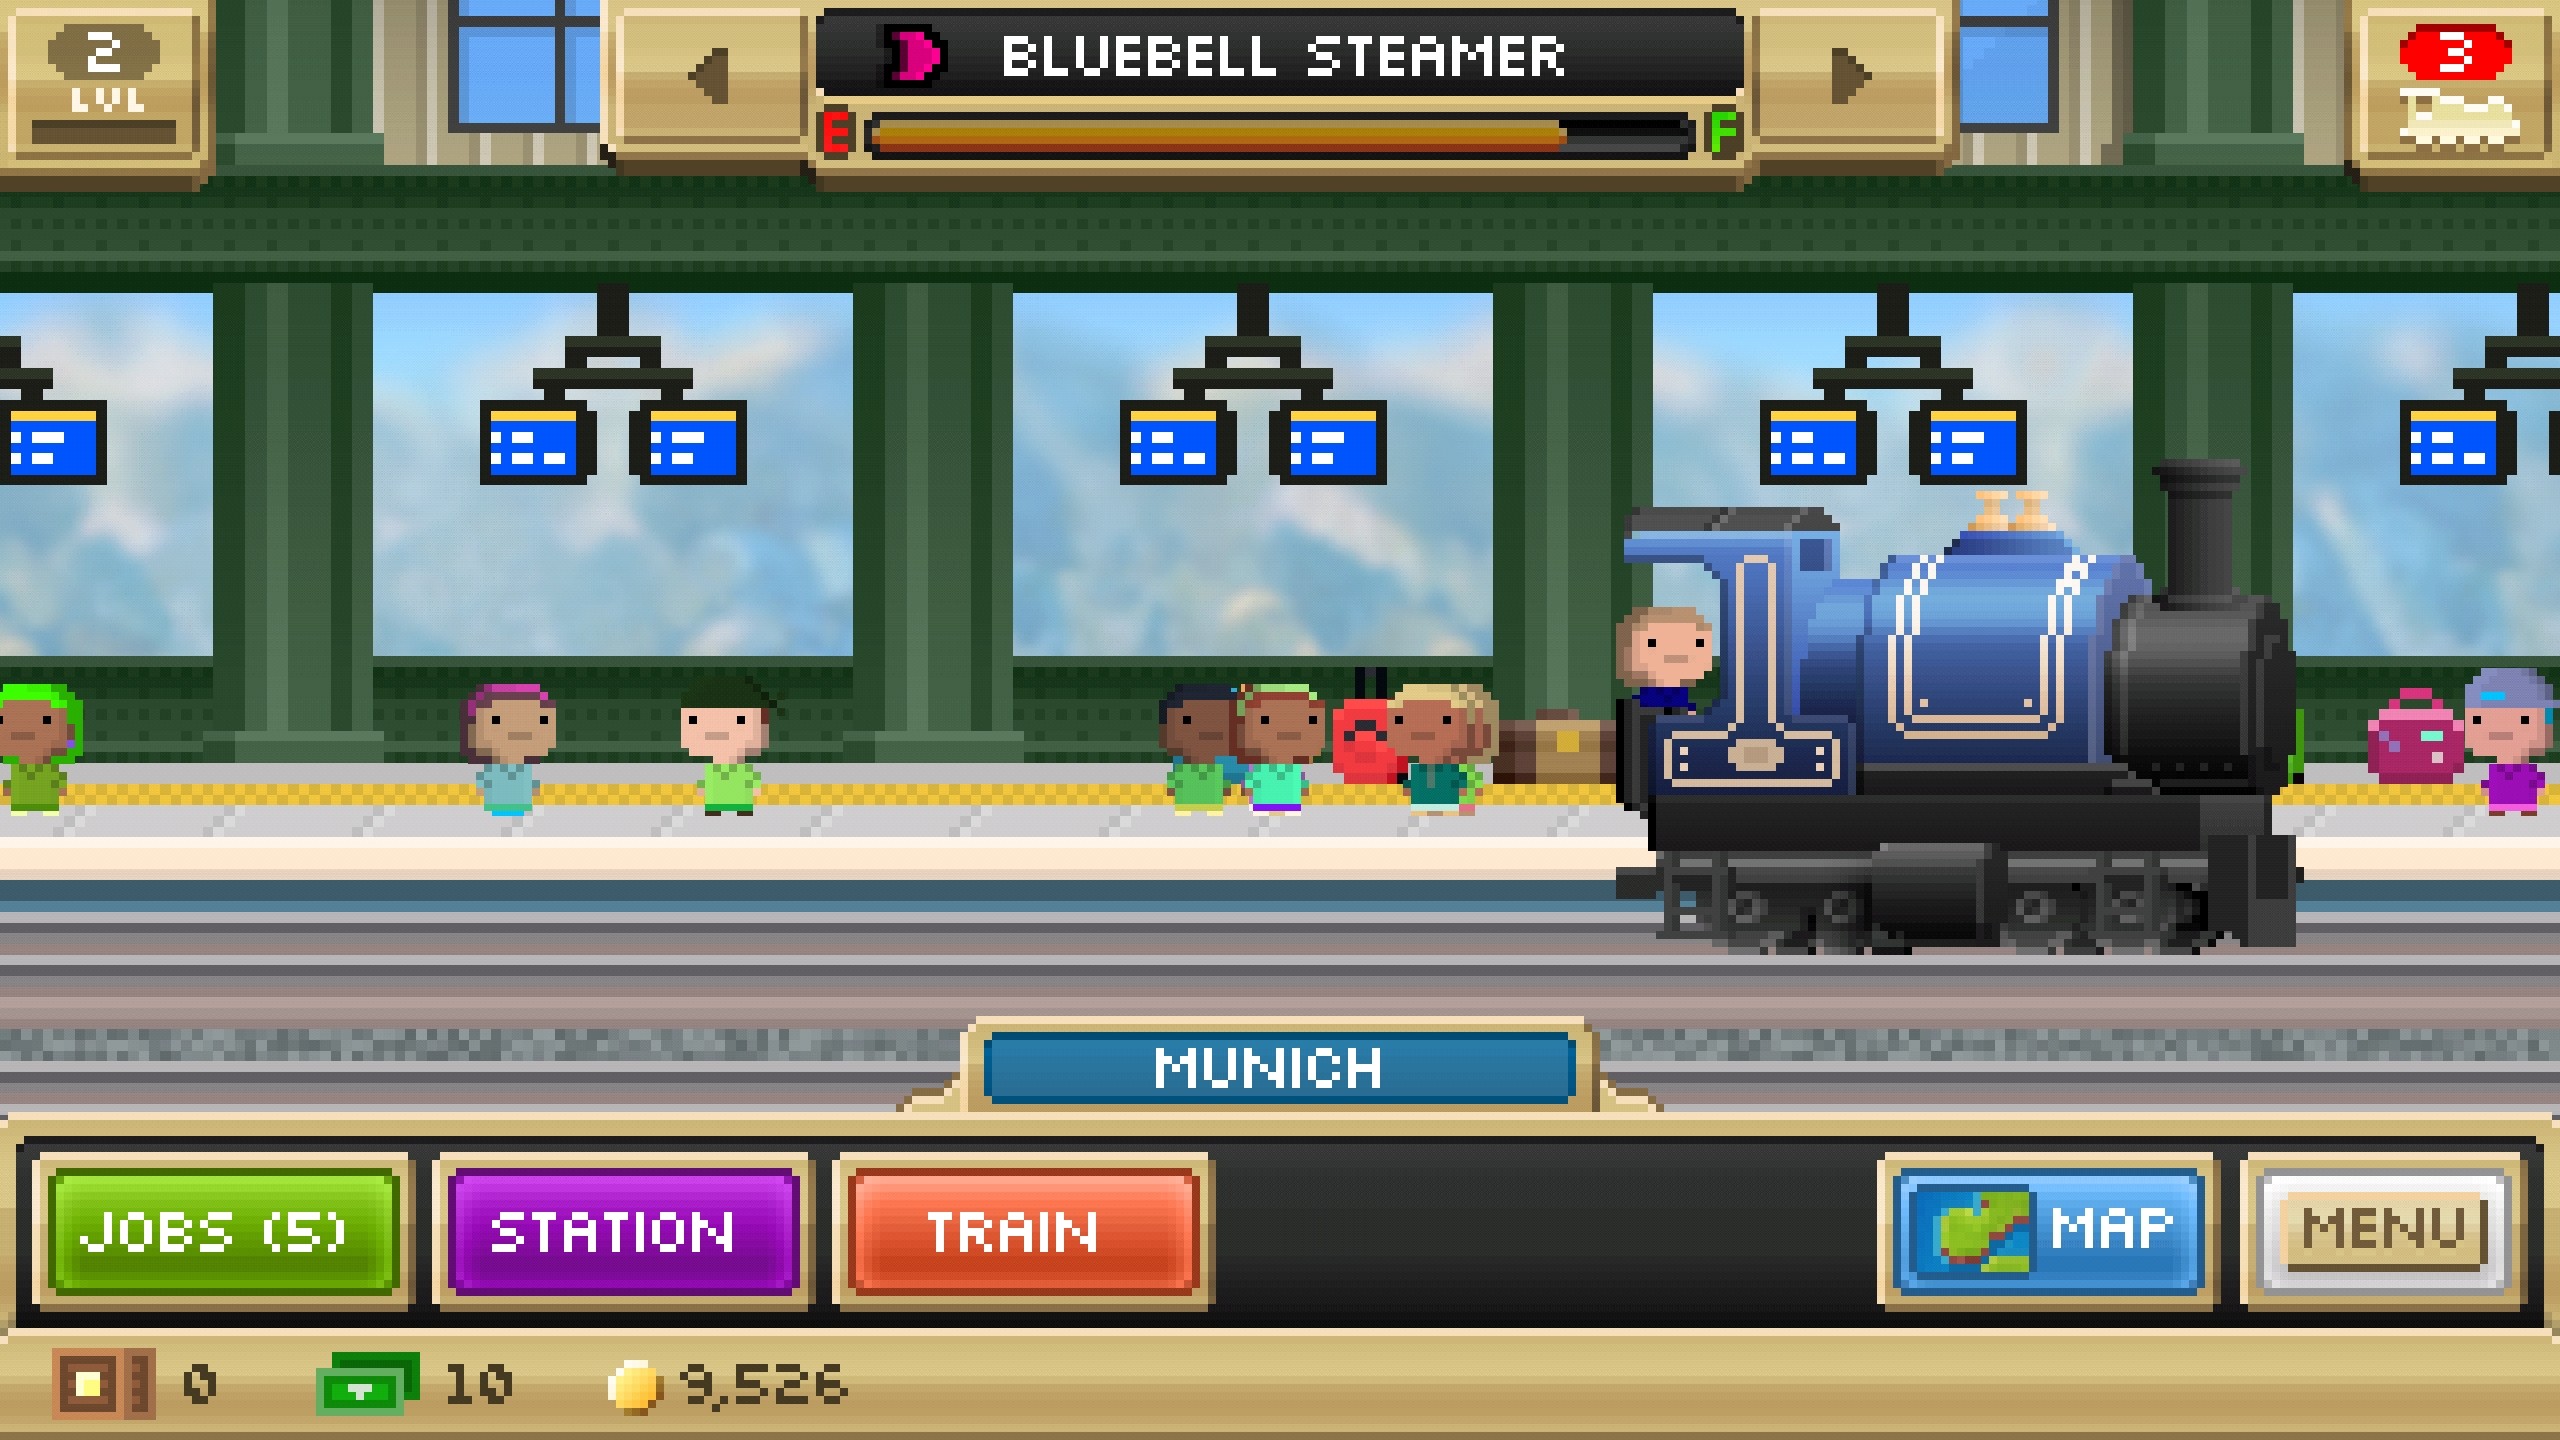 2
LVL
BLUEBELL STEAMER
E F
3
MUNICH
JOBS (5)
STATION
TRAIN
MAP
MENU
0
10
9,526